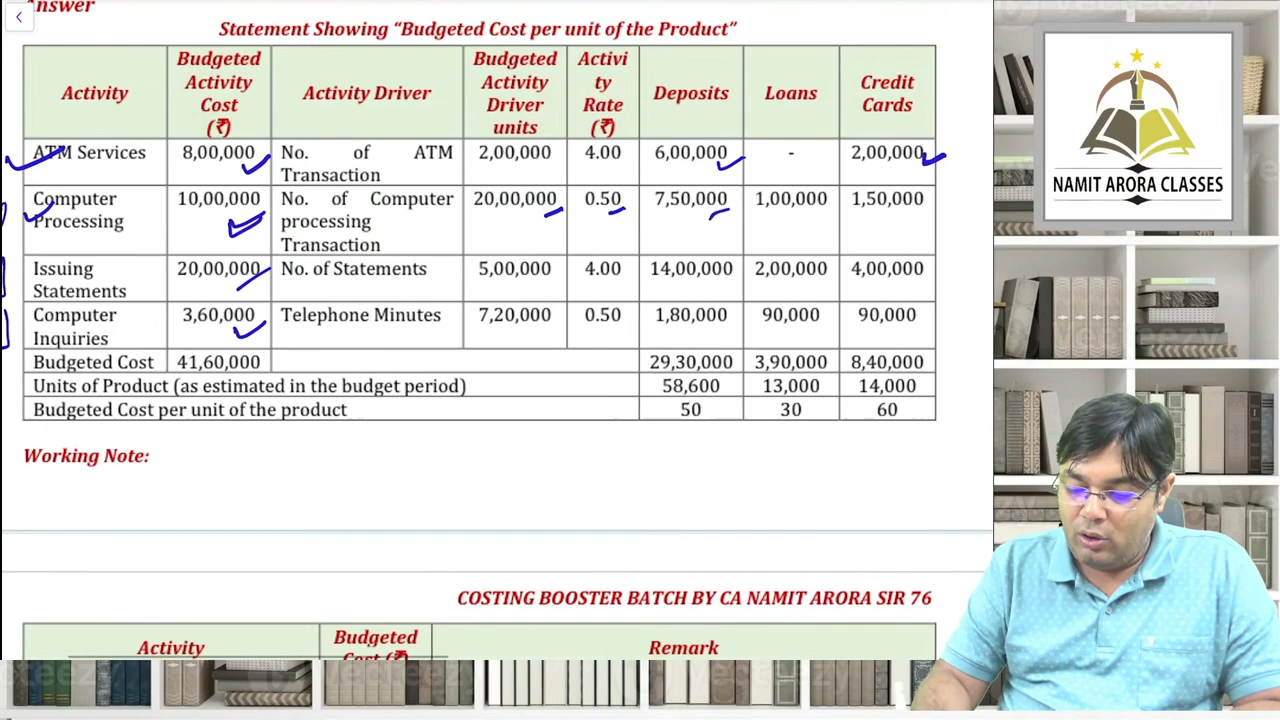 Answer
Statement Showing “Budgeted Cost per unit of the Product”
Activity | Budgeted Activity Cost (₹) | Activity Driver | Budgeted Activity Driver units | Activi ty Rate (₹) | Deposits | Loans | Credit Cards
ATM Services | 8,00,000 | No. of ATM Transaction | 2,00,000 | 4.00 | 6,00,000 | - | 2,00,000
Computer Processing | 10,00,000 | No. of Computer processing Transaction | 20,00,000 | 0.50 | 7,50,000 | 1,00,000 | 1,50,000
Issuing Statements | 20,00,000 | No. of Statements | 5,00,000 | 4.00 | 14,00,000 | 2,00,000 | 4,00,000
Computer Inquiries | 3,60,000 | Telephone Minutes | 7,20,000 | 0.50 | 1,80,000 | 90,000 | 90,000
Budgeted Cost | 41,60,000 | 29,30,000 | 3,90,000 | 8,40,000
Units of Product (as estimated in the budget period) | 58,600 | 13,000 | 14,000
Budgeted Cost per unit of the product | 50 | 30 | 60
Working Note:
COSTING BOOSTER BATCH BY CA NAMIT ARORA SIR 76
Activity | Budgeted Cost (₹ | Remark
NAMIT ARORA CLASSES